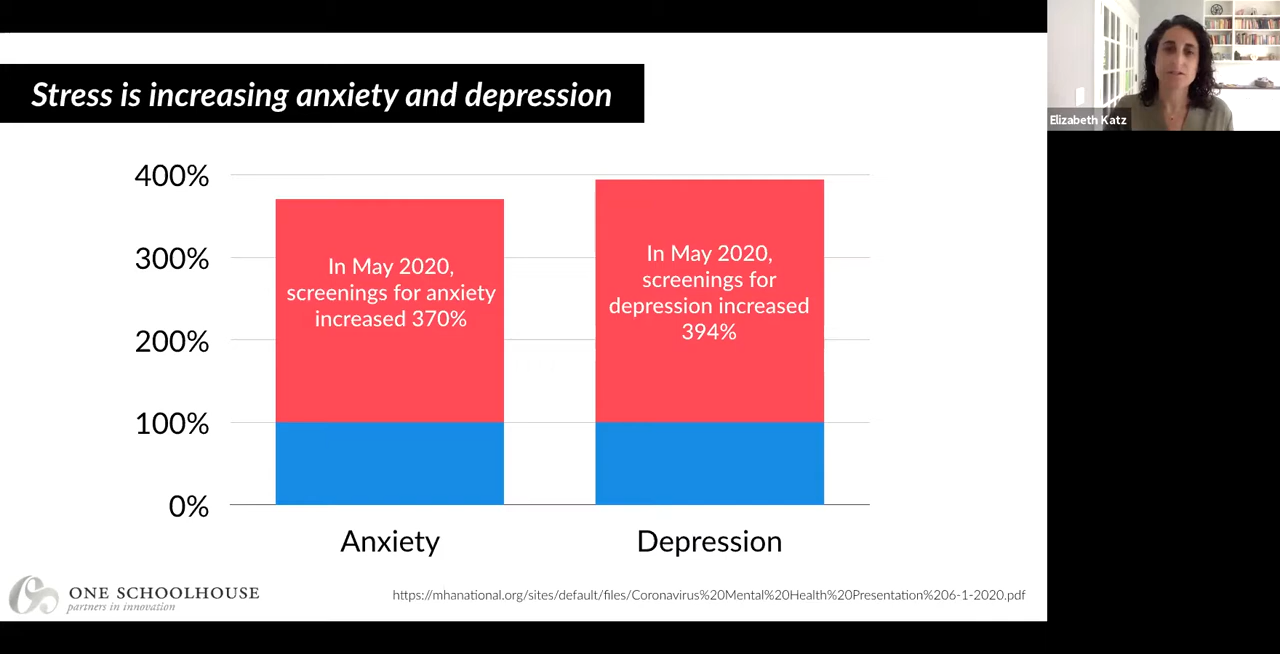 Stress is increasing anxiety and depression
Elizabeth Katz
400%
300%
200%
100%
0%
In May 2020,
screenings for anxiety
increased 370%
In May 2020,
screenings for
depression increased
394%
Anxiety
Depression
ONE SCHOOLHOUSE
partners in innovation
https://mhanational.org/sites/default/files/Coronavirus%20Mental%20Health%20Presentation%206-1-2020.pdf